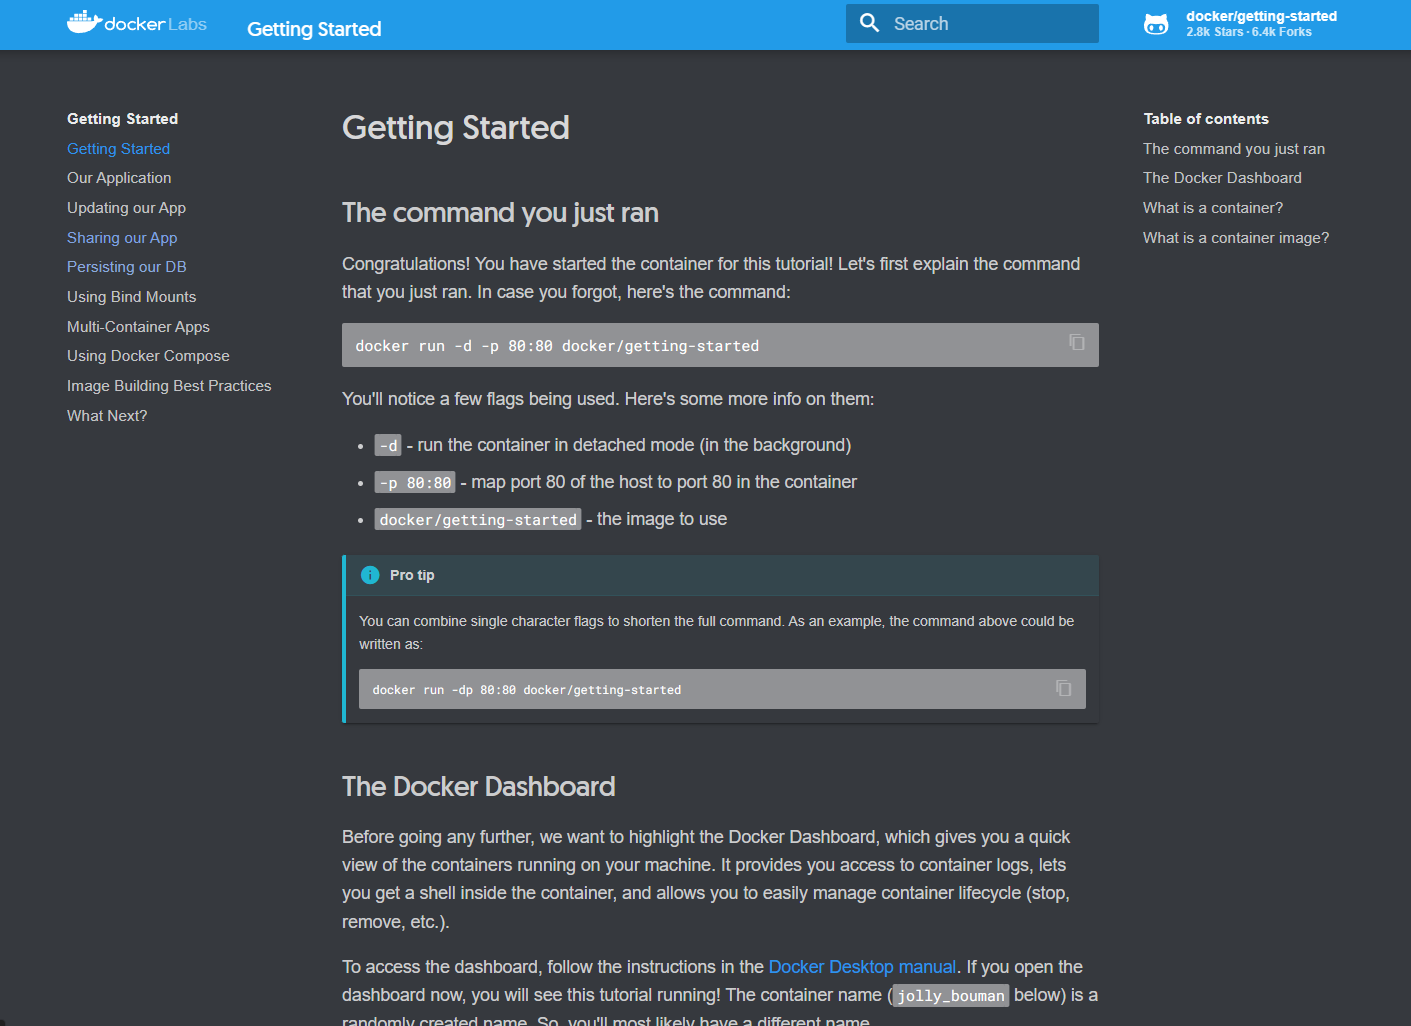 docker Labs
Getting Started
Search
docker/getting-started
2.8k Stars · 6.4k Forks
Getting Started
Getting Started
Our Application
Updating our App
Sharing our App
Persisting our DB
Using Bind Mounts
Multi-Container Apps
Using Docker Compose
Image Building Best Practices
What Next?
Getting Started
The command you just ran
Congratulations! You have started the container for this tutorial! Let's first explain the command
that you just ran. In case you forgot, here's the command:
docker run -d -p 80:80 docker/getting-started
You'll notice a few flags being used. Here's some more info on them:
• -d - run the container in detached mode (in the background)
• -p 80:80 - map port 80 of the host to port 80 in the container
• docker/getting-started - the image to use
Pro tip
You can combine single character flags to shorten the full command. As an example, the command above could be
written as:
docker run -dp 80:80 docker/getting-started
The Docker Dashboard
Before going any further, we want to highlight the Docker Dashboard, which gives you a quick
view of the containers running on your machine. It provides you access to container logs, lets
you get a shell inside the container, and allows you to easily manage container lifecycle (stop,
remove, etc.).
To access the dashboard, follow the instructions in the Docker Desktop manual. If you open the
dashboard now, you will see this tutorial running! The container name (jolly_bouman below) is a
randomly created name. So, you'll most likely have a different name.
Table of contents
The command you just ran
The Docker Dashboard
What is a container?
What is a container image?